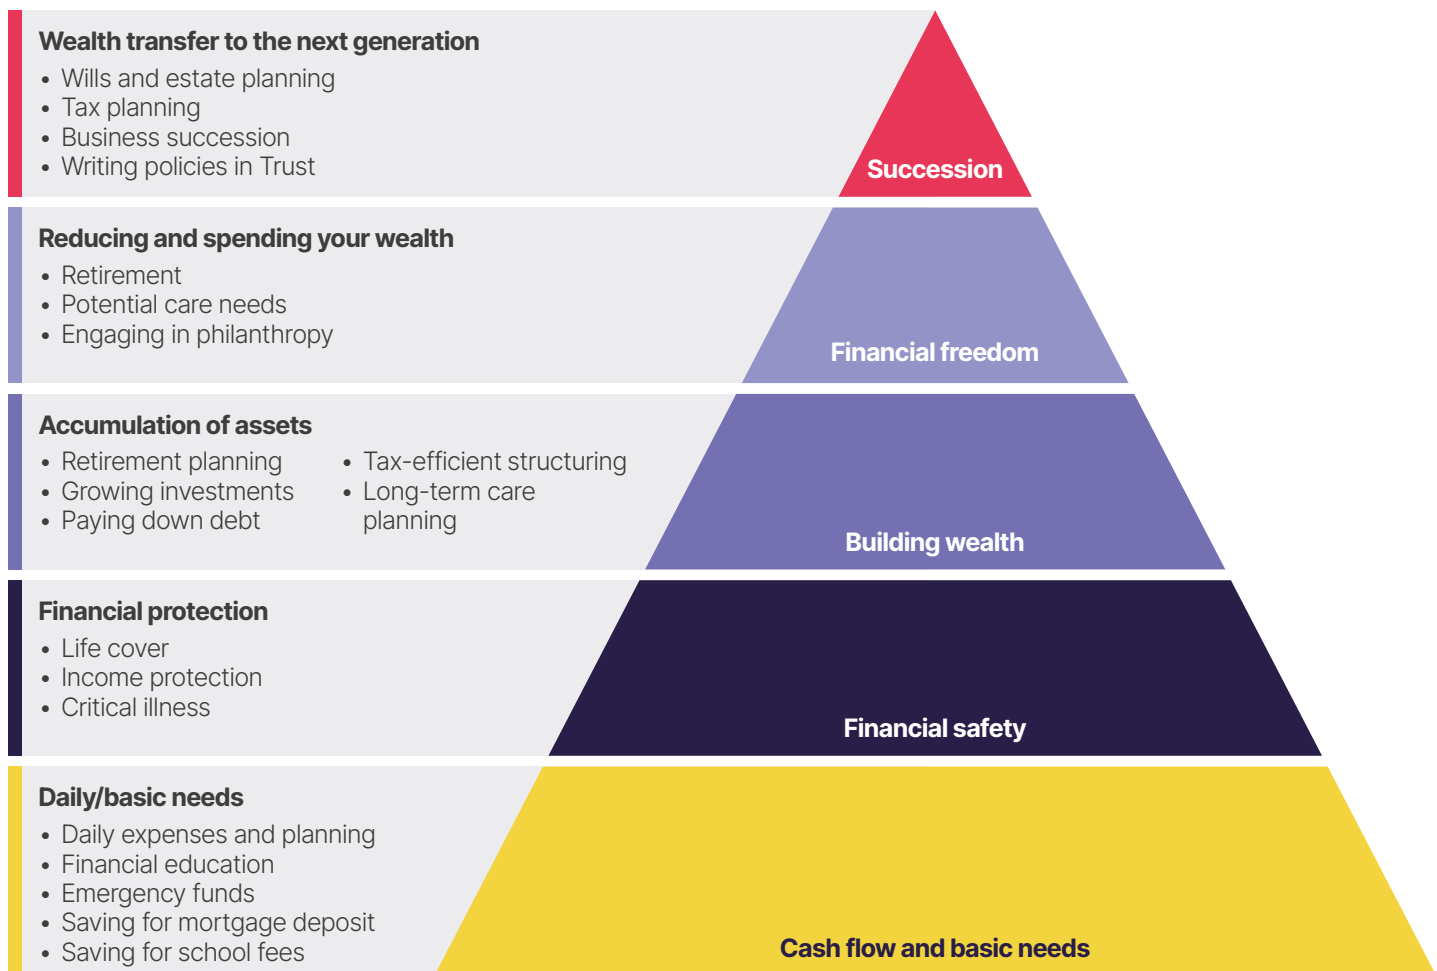 Wealth transfer to the next generation
• Wills and estate planning
• Tax planning
• Business succession
• Writing policies in Trust
Succession
Reducing and spending your wealth
• Retirement
• Potential care needs
• Engaging in philanthropy
Financial freedom
Accumulation of assets
• Retirement planning
• Growing investments
• Paying down debt
• Tax-efficient structuring
• Long-term care
planning
Building wealth
Financial protection
• Life cover
• Income protection
• Critical illness
Financial safety
Daily/basic needs
• Daily expenses and planning
• Financial education
• Emergency funds
• Saving for mortgage deposit
• Saving for school fees
Cash flow and basic needs